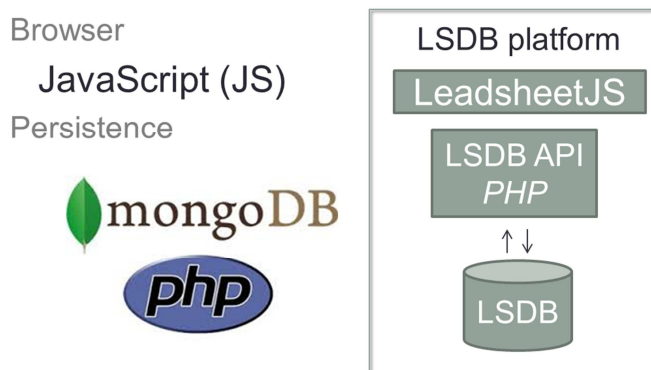 Browser
JavaScript (JS)
Persistence
mongoDB
php
LSDB platform
LeadsheetJS
LSDB API
PHP
↑↓
LSDB